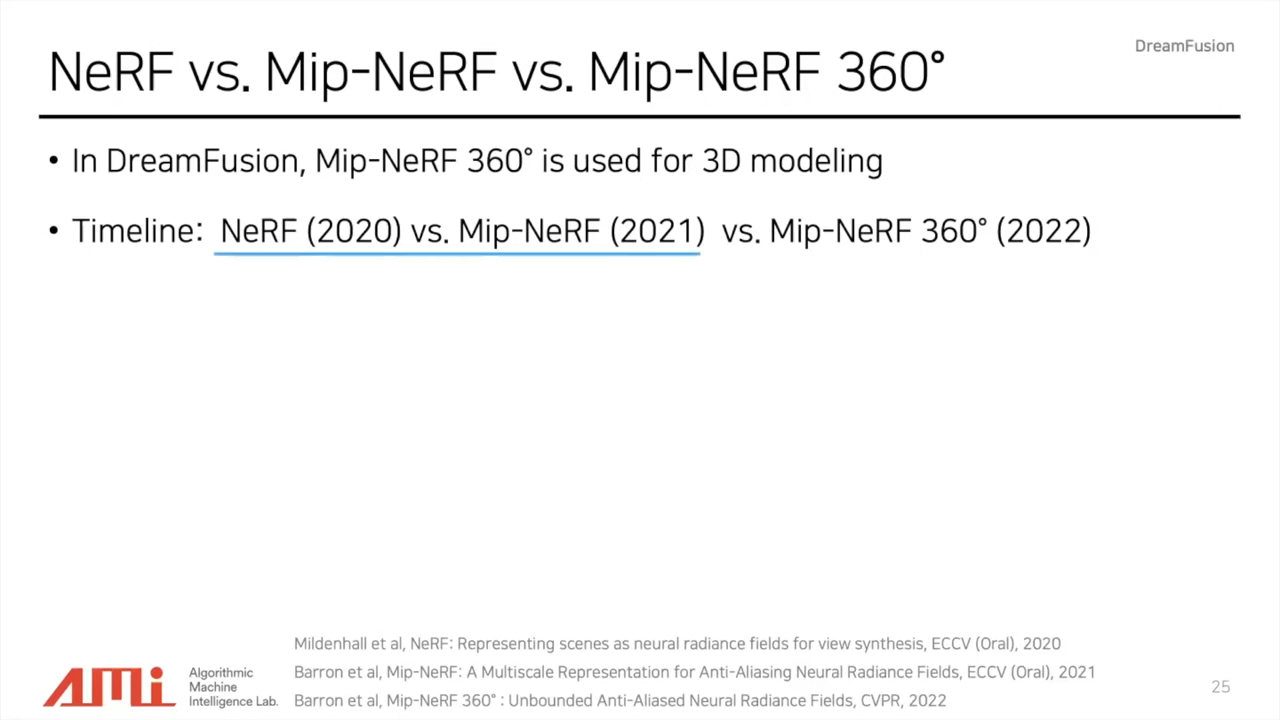 DreamFusion
NeRF vs. Mip-NeRF vs. Mip-NeRF 360°
• In DreamFusion, Mip-NeRF 360° is used for 3D modeling
• Timeline: NeRF (2020) vs. Mip-NeRF (2021) vs. Mip-NeRF 360° (2022)
Mildenhall et al, NeRF: Representing scenes as neural radiance fields for view synthesis, ECCV (Oral), 2020
Barron et al, Mip-NeRF: A Multiscale Representation for Anti-Aliasing Neural Radiance Fields, ECCV (Oral), 2021
Barron et al, Mip-NeRF 360° : Unbounded Anti-Aliased Neural Radiance Fields, CVPR, 2022
AMi
Algorithmic
Machine
Intelligence Lab.
25